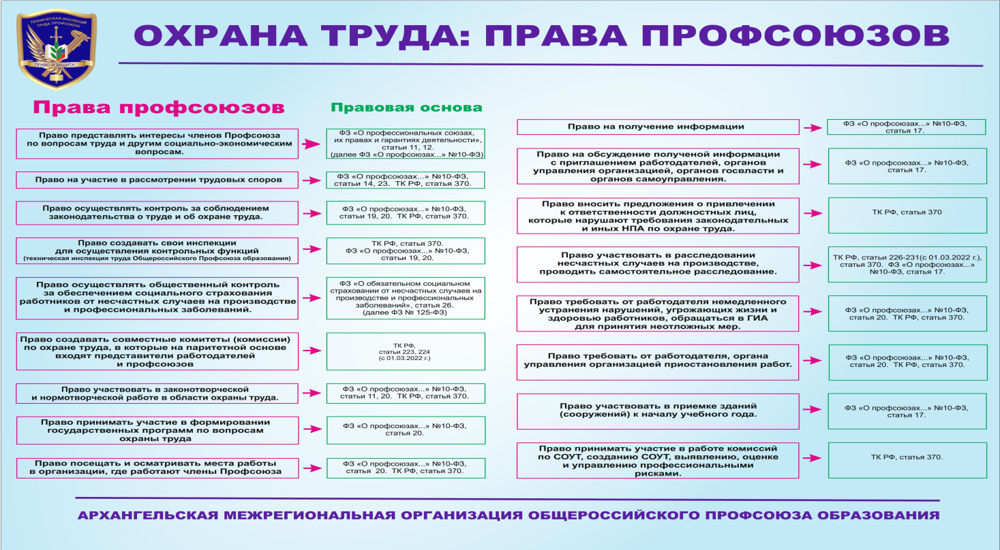 ТЕХНИЧЕСКАЯ ИНСПЕКЦИЯ
ТРУДА ПРОФСОЮЗА
ПРАВО И ЗАЩИТА
ОХРАНА ТРУДА: ПРАВА ПРОФСОЮЗОВ
Права профсоюзов
Правовая основа
Право представлять интересы членов Профсоюза
по вопросам труда и другим социально-экономическим
вопросам.
ФЗ «О профессиональных союзах,
их правах и гарантиях деятельности»,
статьи 11, 12.
(далее ФЗ «О профсоюзах...» №10-ФЗ)
Право на участие в рассмотрении трудовых споров
ФЗ «О профсоюзах...» №10-ФЗ,
статьи 14, 23. ТК РФ, статья 370.
Право осуществлять контроль за соблюдением
законодательства о труде и об охране труда.
ФЗ «О профсоюзах...» №10-ФЗ,
статьи 19, 20. ТК РФ, статья 370.
Право создавать свои инспекции
для осуществления контрольных функций
(техническая инспекция труда Общероссийского Профсоюза образования)
ТК РФ, статья 370.
ФЗ «О профсоюзах...» №10-ФЗ,
статьи 19, 20.
Право осуществлять общественный контроль
за обеспечением социального страхования
работников от несчастных случаев на производстве
и профессиональных заболеваний.
ФЗ «О обязательном социальном
страховании от несчастных случаев на
производстве и профессиональных
заболеваний», статья 26.
(далее ФЗ № 125-ФЗ)
Право создавать совместные комитеты (комиссии)
по охране труда, в которые на паритетной основе
входят представители работодателей
и профсоюзов
ТК РФ,
статьи 223, 224
(с 01.03.2022 г.)
Право участвовать в законотворческой
и нормотворческой работе в области охраны труда.
ФЗ «О профсоюзах...» №10-ФЗ,
статьи 11, 20. ТК РФ, статья 370.
Право принимать участие в формировании
государственных программ по вопросам
охраны труда
ФЗ «О профсоюзах...» №10-ФЗ,
статья 20.
Право посещать и осматривать места работы
в организации, где работают члены Профсоюза
ФЗ «О профсоюзах...» №10-ФЗ,
статья 20. ТК РФ, статья 370.
Право на получение информации
ФЗ «О профсоюзах...» №10-ФЗ,
статья 17.
Право на обсуждение полученой информации
с приглашением работодателей, органов
управления организацией, органов госвласти и
органов самоуправления.
ФЗ «О профсоюзах...» №10-ФЗ,
статья 17.
Право вносить предложения о привлечении
к ответственности должностных лиц,
которые нарушают требования законодательных
и иных НПА по охране труда.
ТК РФ, статья 370
Право участвовать в расследовании
несчастных случаев на производстве,
проводить самостоятельное расследование.
ТК РФ, статьи 226-231(с 01.03.2022 г.),
статья 370. ФЗ «О профсоюзах...»
№10-ФЗ, статья 17.
Право требовать от работодателя немедленного
устранения нарушений, угрожающих жизни и
здоровью работников, обращаться в ГИА
для принятия неотложных мер.
ФЗ «О профсоюзах...» №10-ФЗ,
статья 20. ТК РФ, статья 370.
Право требовать от работодателя, органа
управления организацией приостановления работ.
ФЗ «О профсоюзах...» №10-ФЗ,
статья 20. ТК РФ, статья 370.
Право участвовать в приемке зданий
(сооружений) к началу учебного года.
ФЗ «О профсоюзах...» №10-ФЗ,
статья 17.
Право принимать участие в работе комиссий
по СОУТ, созданию СОУТ, выявлению, оценке
и управлению профессиональными
рисками.
ТК РФ, статья 370.
АРХАНГЕЛЬСКАЯ МЕЖРЕГИОНАЛЬНАЯ ОРГАНИЗАЦИЯ ОБЩЕРОССИЙСКОГО ПРОФСОЮЗА ОБРАЗОВАНИЯ